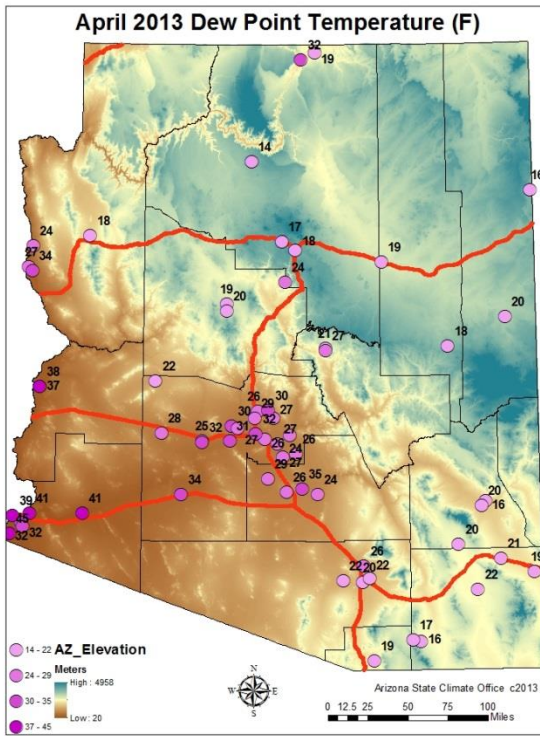 April 2013 Dew Point Temperature (F)
32
19
14
16
24
18
17
18
27
34
19
24
19
20
20
21 27
18
38
37
22
26 30
29
30 27
32
28
25 32 31
27
27 26 26
24
27
29
34
26 35
24
20
16
39 41
41
45
32 32
20
26
21
22 20 22
19
22
17
16
19
14 - 22
AZ_Elevation
24 - 29
Meters
High : 4958
30 - 35
Low : 20
37 - 45
N
W E
S
Arizona State Climate Office c2013
0 12.5 25 50 75 100
Miles